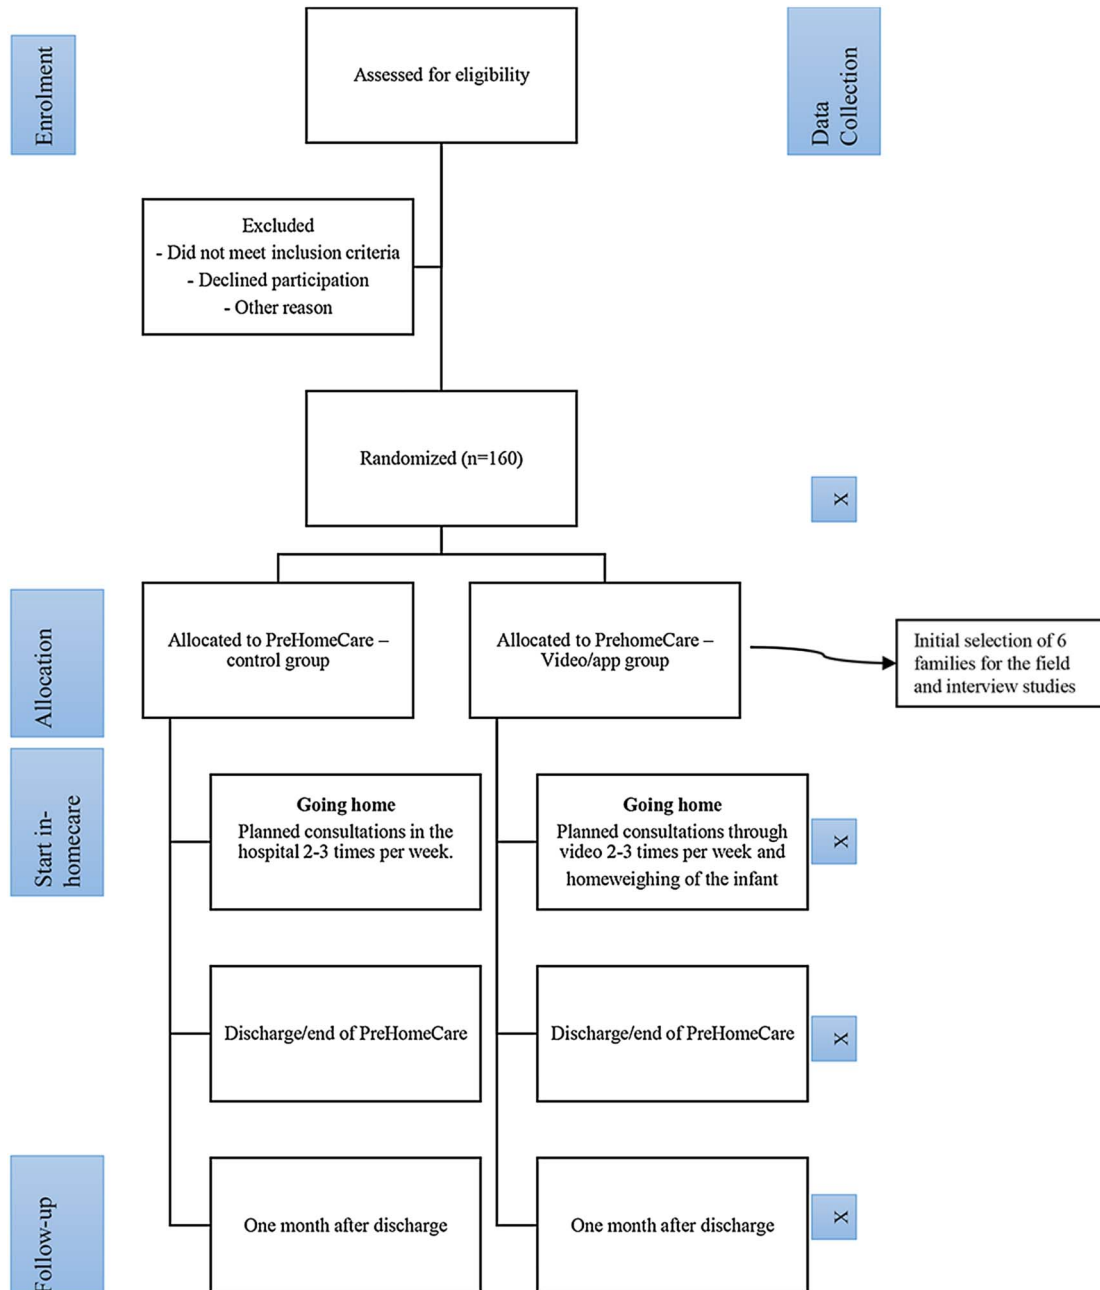 Enrolment
Assessed for eligibility
Data
Collection
Excluded
- Did not meet inclusion criteria
- Declined participation
- Other reason
Randomized (n=160)
X
Allocation
Allocated to PreHomeCare –
control group
Allocated to PrehomeCare –
Video/app group
Initial selection of 6
families for the field
and interview studies
Start in-
homecare
Going home
Planned consultations in the
hospital 2-3 times per week.
Going home
Planned consultations through
video 2-3 times per week and
homeweighing of the infant
X
Discharge/end of PreHomeCare
Discharge/end of PreHomeCare
X
Follow-up
One month after discharge
One month after discharge
X